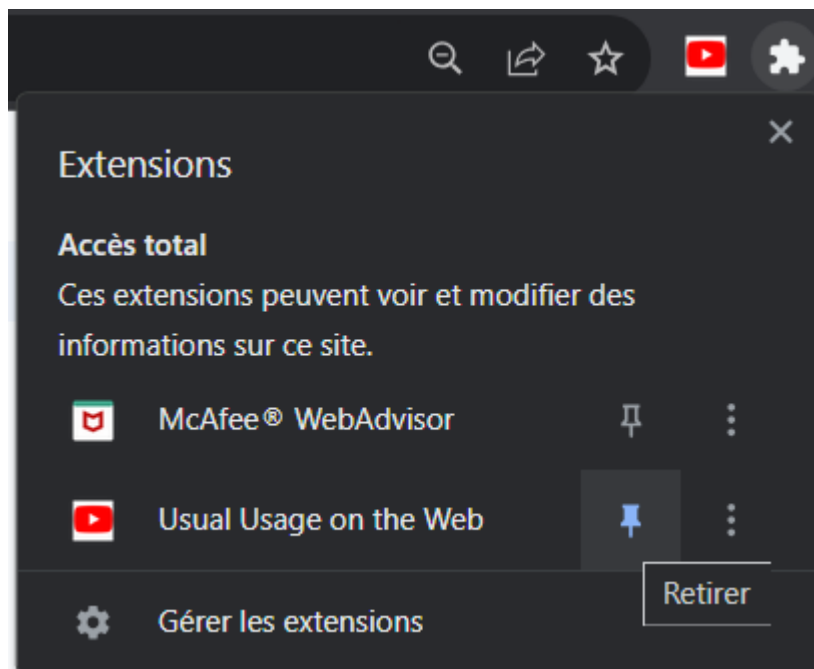 Extensions
Accès total
Ces extensions peuvent voir et modifier des
informations sur ce site.
McAfee® WebAdvisor
Usual Usage on the Web
Retirer
Gérer les extensions